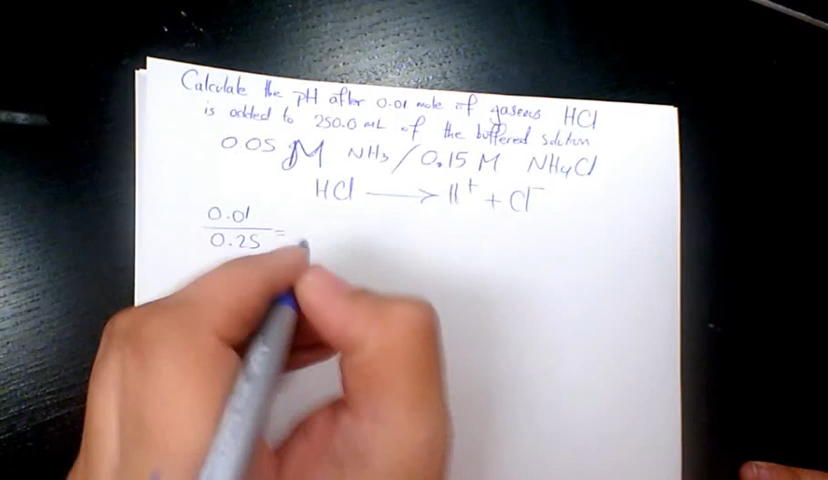 Calculate the pH after 0.01 mole of gaseous HCl
is added to 250.0 mL of the buffered solution
0.05 M NH3 / 0.15 M NH4Cl
HCl ⟶ H+ + Cl-
0.01
0.25 =